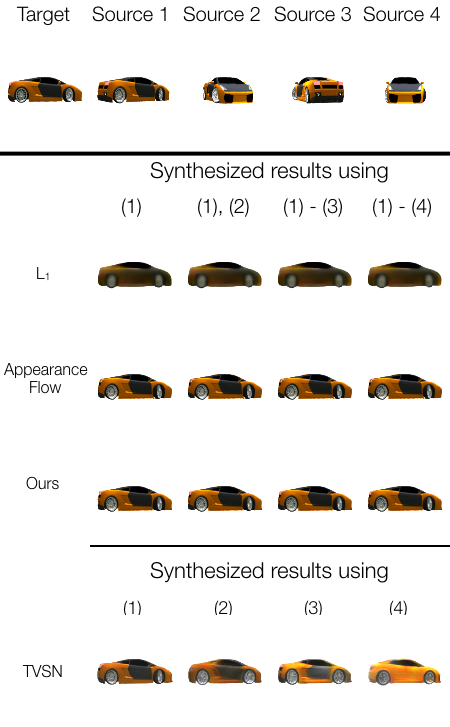 Target Source 1 Source 2 Source 3 Source 4
Synthesized results using
(1) (1), (2) (1) - (3) (1) - (4)
L₁
Appearance
Flow
Ours
Synthesized results using
(1) (2) (3) (4)
TVSN